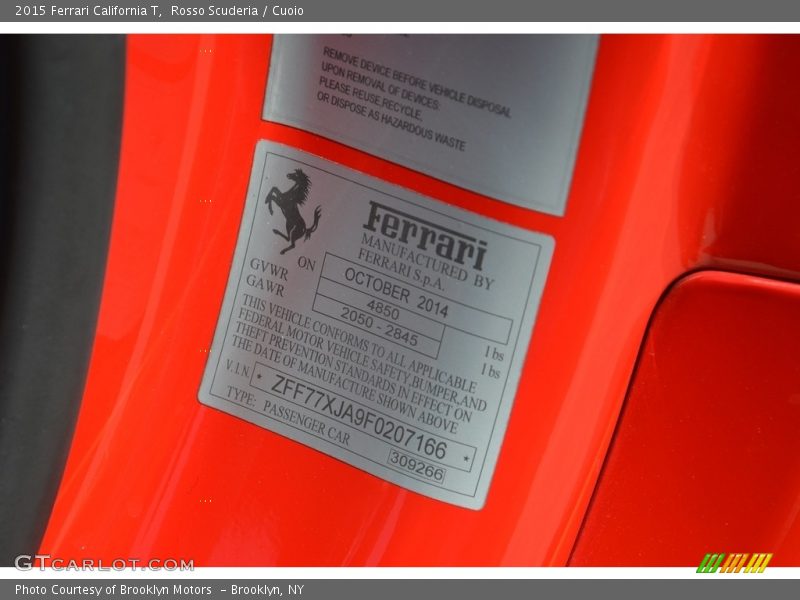 2015 Ferrari California T, Rosso Scuderia / Cuoio
REMOVE DEVICE BEFORE VEHICLE DISPOSAL
UPON REMOVAL OF DEVICES:
PLEASE REUSE,RECYCLE,
OR DISPOSE AS HAZARDOUS WASTE
Ferrari
MANUFACTURED BY
FERRARI S.p.A.
ON OCTOBER 2014
GVWR 4850 lbs
GAWR 2050 - 2845 lbs
THIS VEHICLE CONFORMS TO ALL APPLICABLE
FEDERAL MOTOR VEHICLE SAFETY,BUMPER,AND
THEFT PREVENTION STANDARDS IN EFFECT ON
THE DATE OF MANUFACTURE SHOWN ABOVE
V.I.N. * ZFF77XJA9F0207166 *
TYPE: PASSENGER CAR
309266
GTCARLOT.COM
Photo Courtesy of Brooklyn Motors - Brooklyn, NY